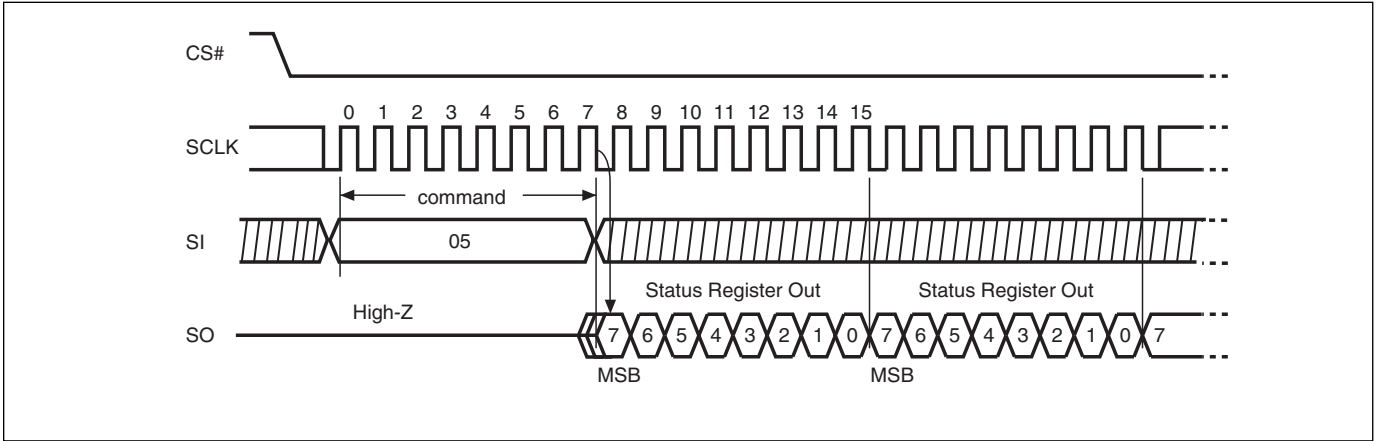 CS#
0 1 2 3 4 5 6 7 8 9 10 11 12 13 14 15
SCLK
command
SI 05
Status Register Out Status Register Out
High-Z
SO 7 6 5 4 3 2 1 0 7 6 5 4 3 2 1 0 7
MSB MSB